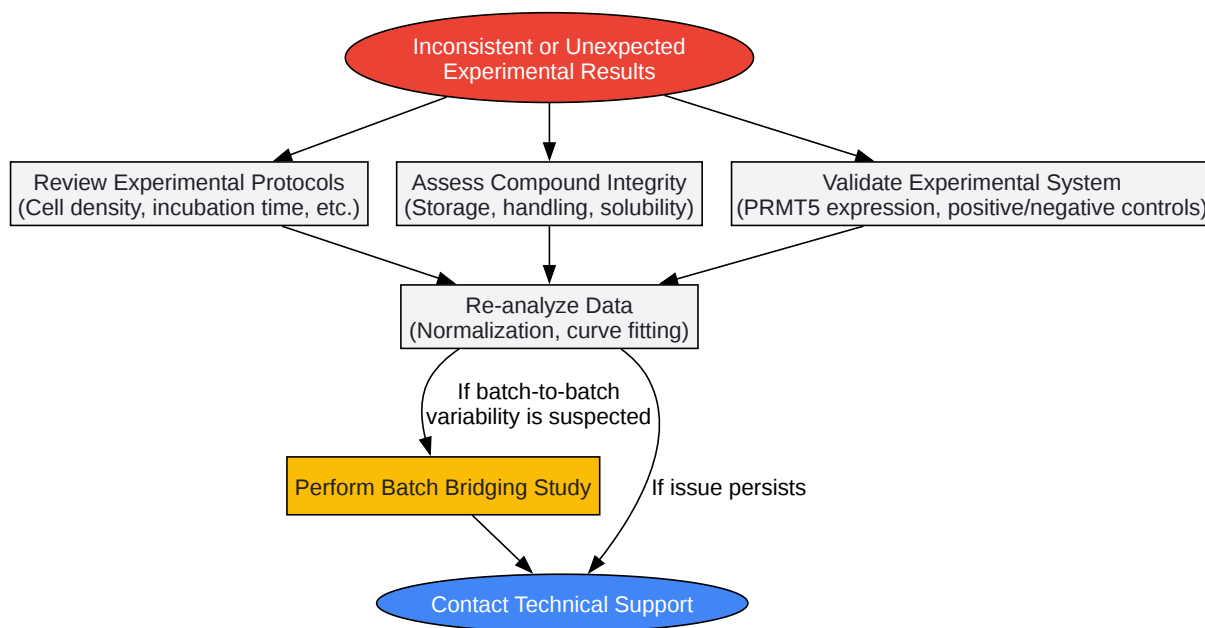 Inconsistent or Unexpected
Experimental Results
Review Experimental Protocols
(Cell density, incubation time, etc.)
Assess Compound Integrity
(Storage, handling, solubility)
Validate Experimental System
(PRMT5 expression, positive/negative controls)
Re-analyze Data
(Normalization, curve fitting)
If batch-to-batch
variability is suspected
Perform Batch Bridging Study
If issue persists
Contact Technical Support